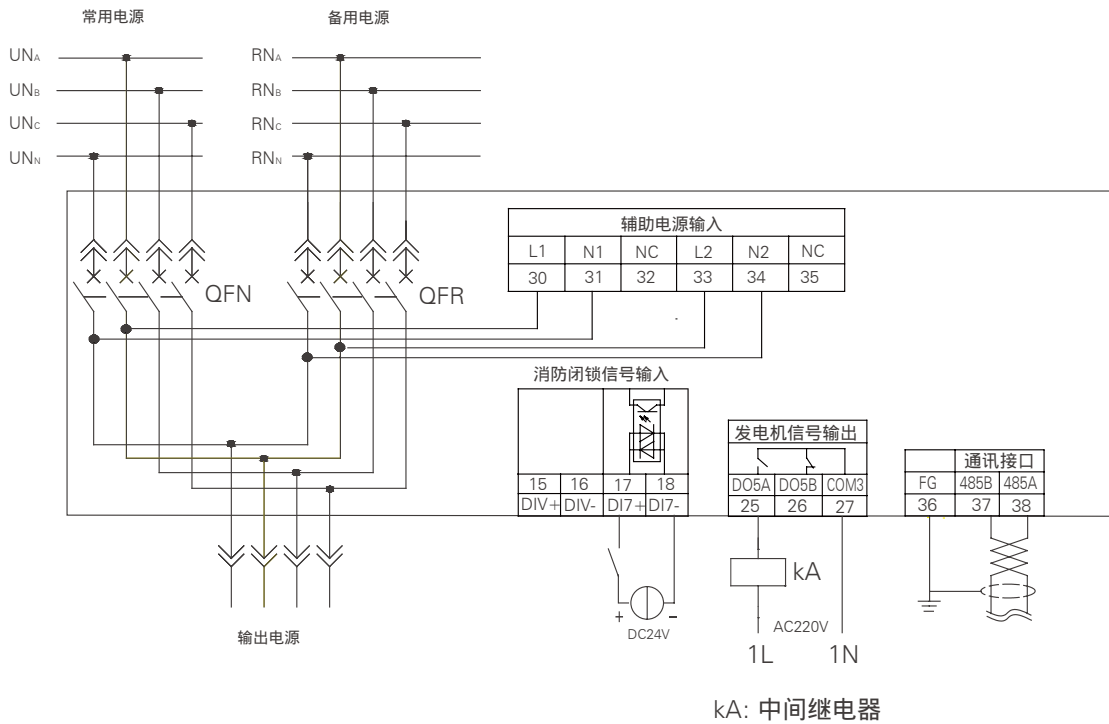 常用电源
备用电源
UNA
RNA
UNB
RNB
UNC
RNC
UNN
RNN
QFN
QFR
辅助电源输入
L1 N1 NC L2 N2 NC
30 31 32 33 34 35
消防闭锁信号输入
15 16 17 18
DIV+ DIV- DI7+ DI7-
+ -
DC24V
发电机信号输出
DO5A DO5B COM3
25 26 27
kA
AC220V
1L 1N
通讯接口
FG 485B 485A
36 37 38
输出电源
kA: 中间继电器